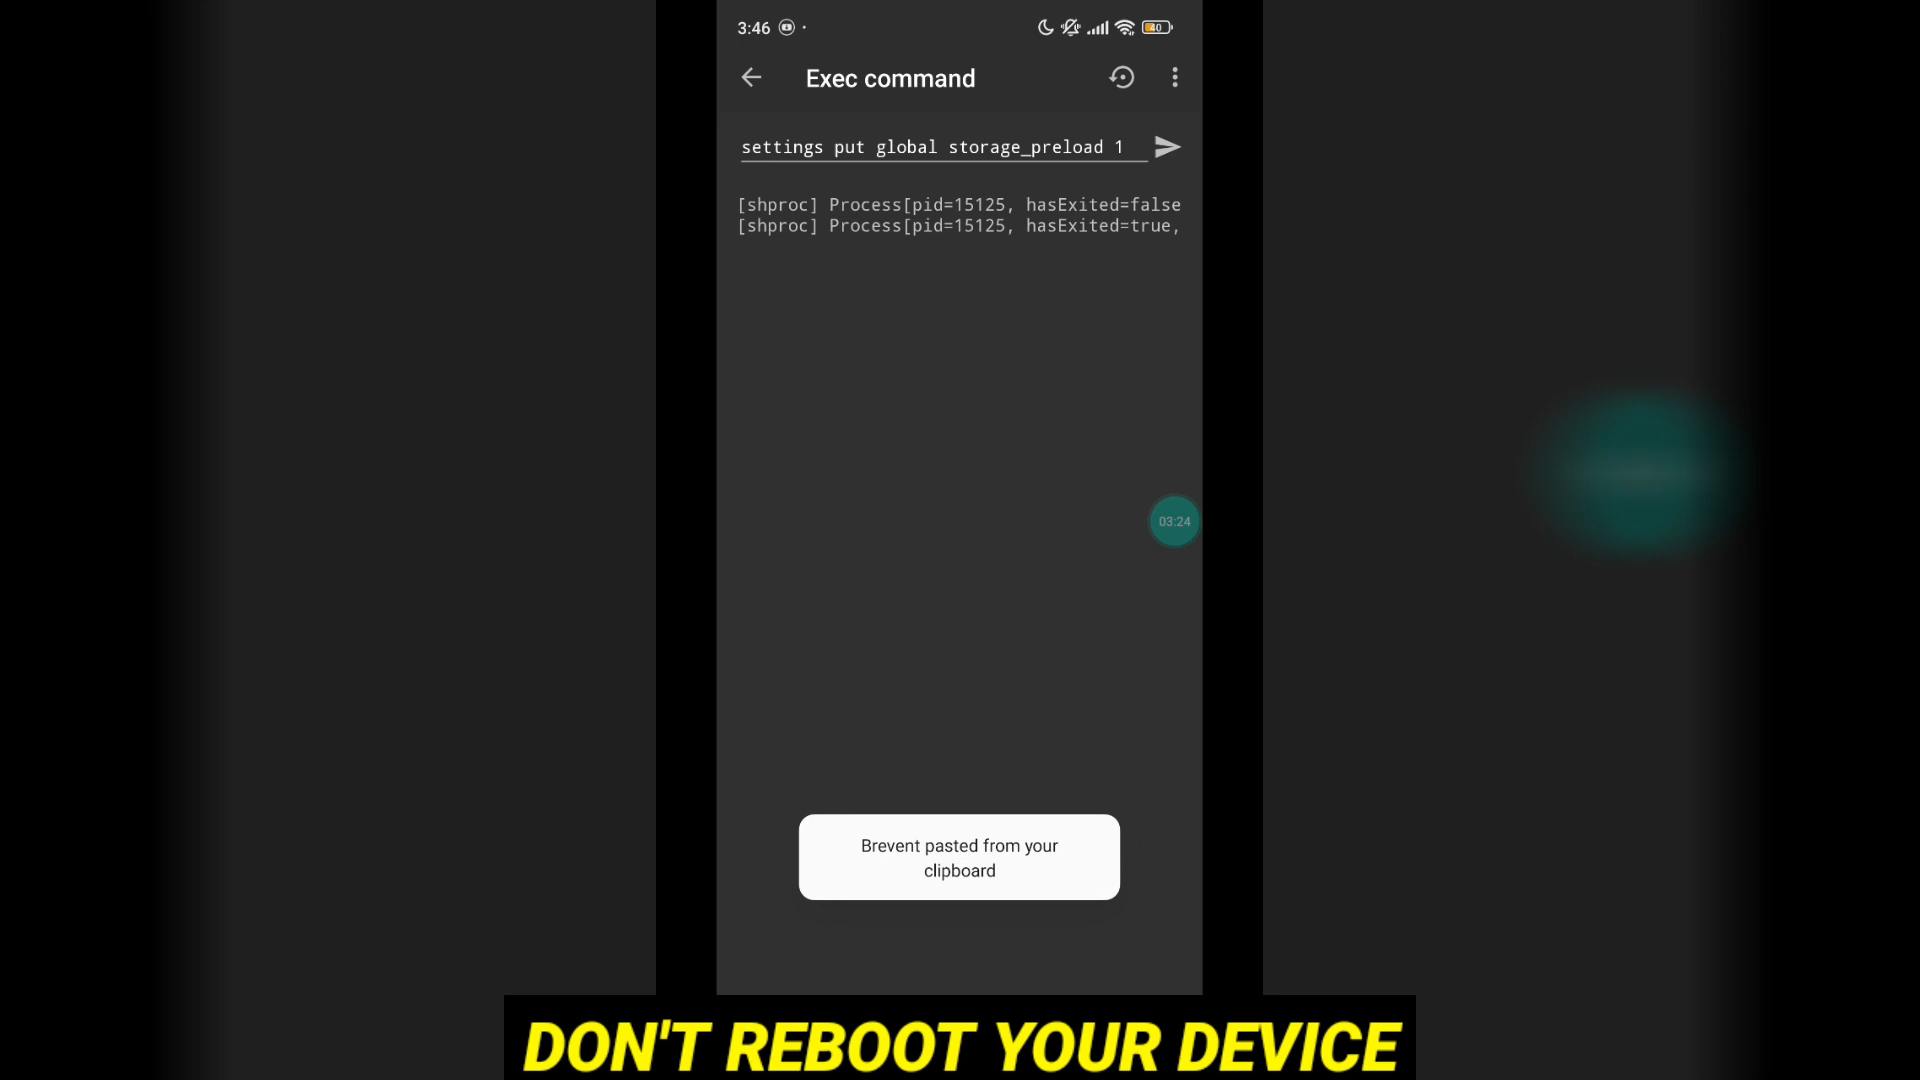 3:46
40
Exec command
settings put global storage_preload 1
[shproc] Process[pid=15125, hasExited=false
[shproc] Process[pid=15125, hasExited=true,
03:24
Brevent pasted from your
clipboard
DON'T REBOOT YOUR DEVICE